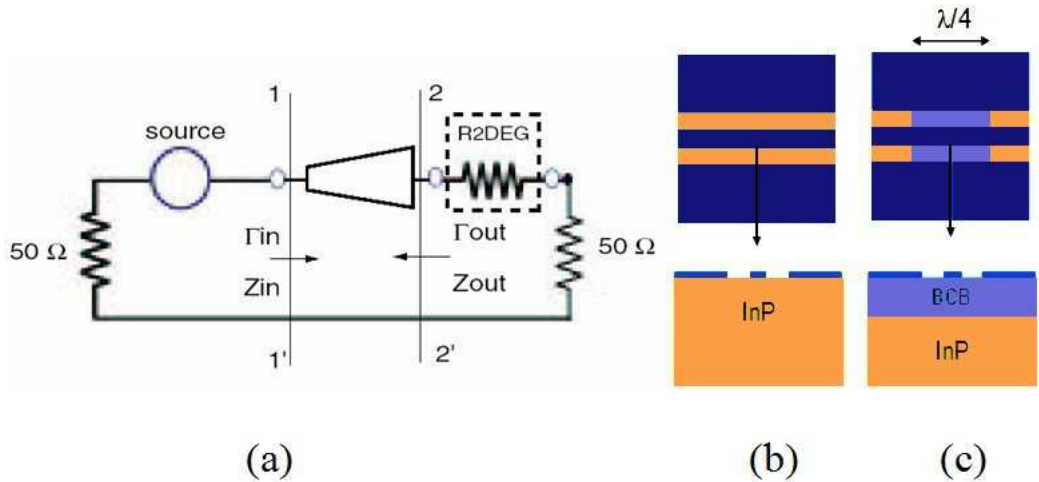 λ/4
1
2
source
R2DEG
50 Ω
Γin
Γout
50 Ω
Zin
Zout
1'
2'
InP
BCB
InP
(a)
(b)
(c)